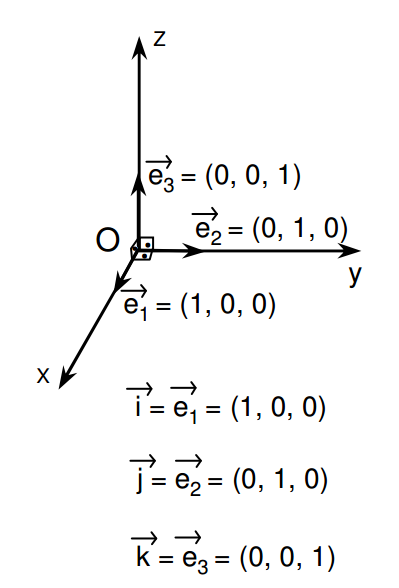 z
e⃗₃ = (0, 0, 1)
O
e⃗₂ = (0, 1, 0)
y
e⃗₁ = (1, 0, 0)
x
i⃗ = e⃗₁ = (1, 0, 0)
j⃗ = e⃗₂ = (0, 1, 0)
k⃗ = e⃗₃ = (0, 0, 1)